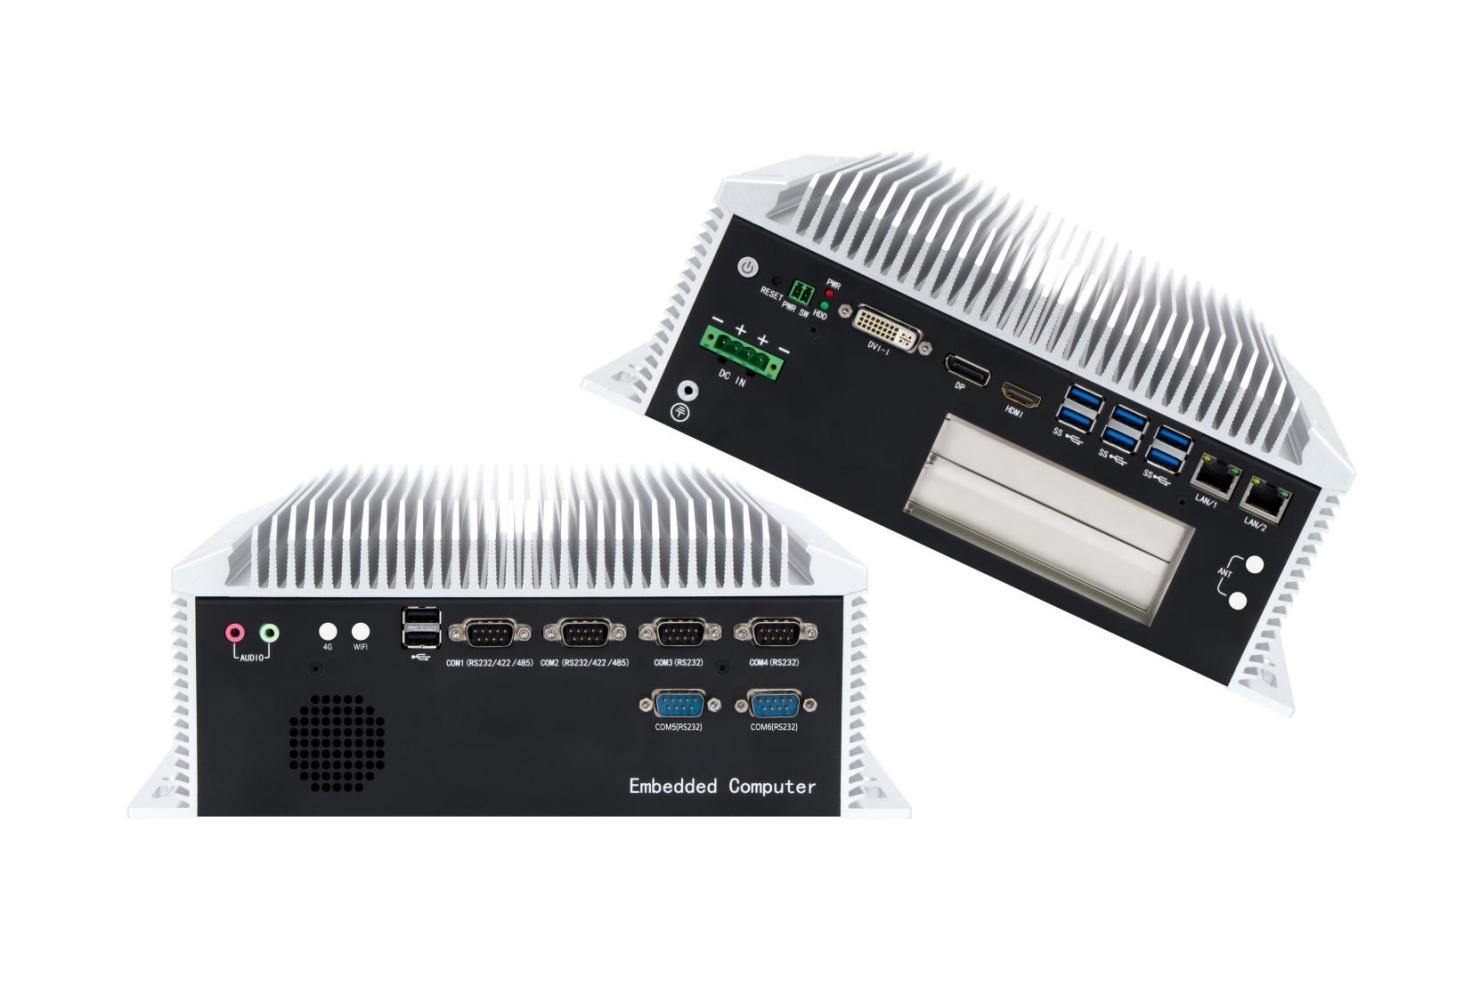 PWR
RESET
PWR SW
HDD
DVI-I
− + + −
DC IN
DP
HDMI
SS
SS
SS
LAN/1
LAN/2
ANT
AUDIO
4G
WIFI
COM1(RS232/422/485)
COM2(RS232/422/485)
COM3(RS232)
COM4(RS232)
COM5(RS232)
COM6(RS232)
Embedded Computer